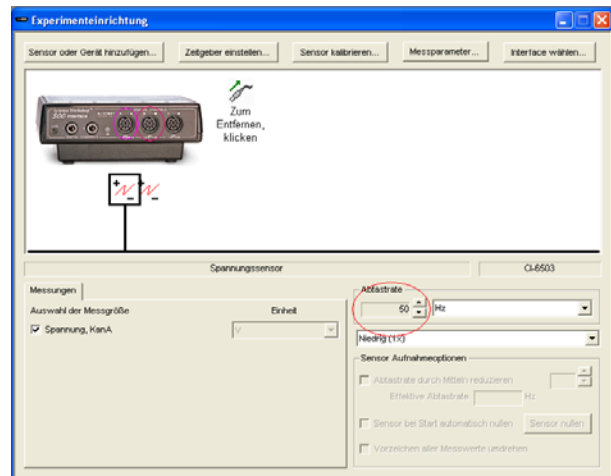 Experimenteinrichtung
Sensor oder Gerät hinzufügen... Zeitgeber einstellen... Sensor kalibrieren... Messparameter... Interface wählen...
500 Interface
Zum
Entfernen,
klicken
Spannungssensor CI-6503
Messungen
Auswahl der Messgröße Einheit
Spannung, KanA V
Abtastrate
50 Hz
Niedrig (1x)
Sensor Aufnahmeoptionen
Abtastrate durch Mitteln reduzieren
Effektive Abtastrate Hz
Sensor bei Start automatisch nullen Sensor nullen
Vorzeichen aller Messwerte umdrehen